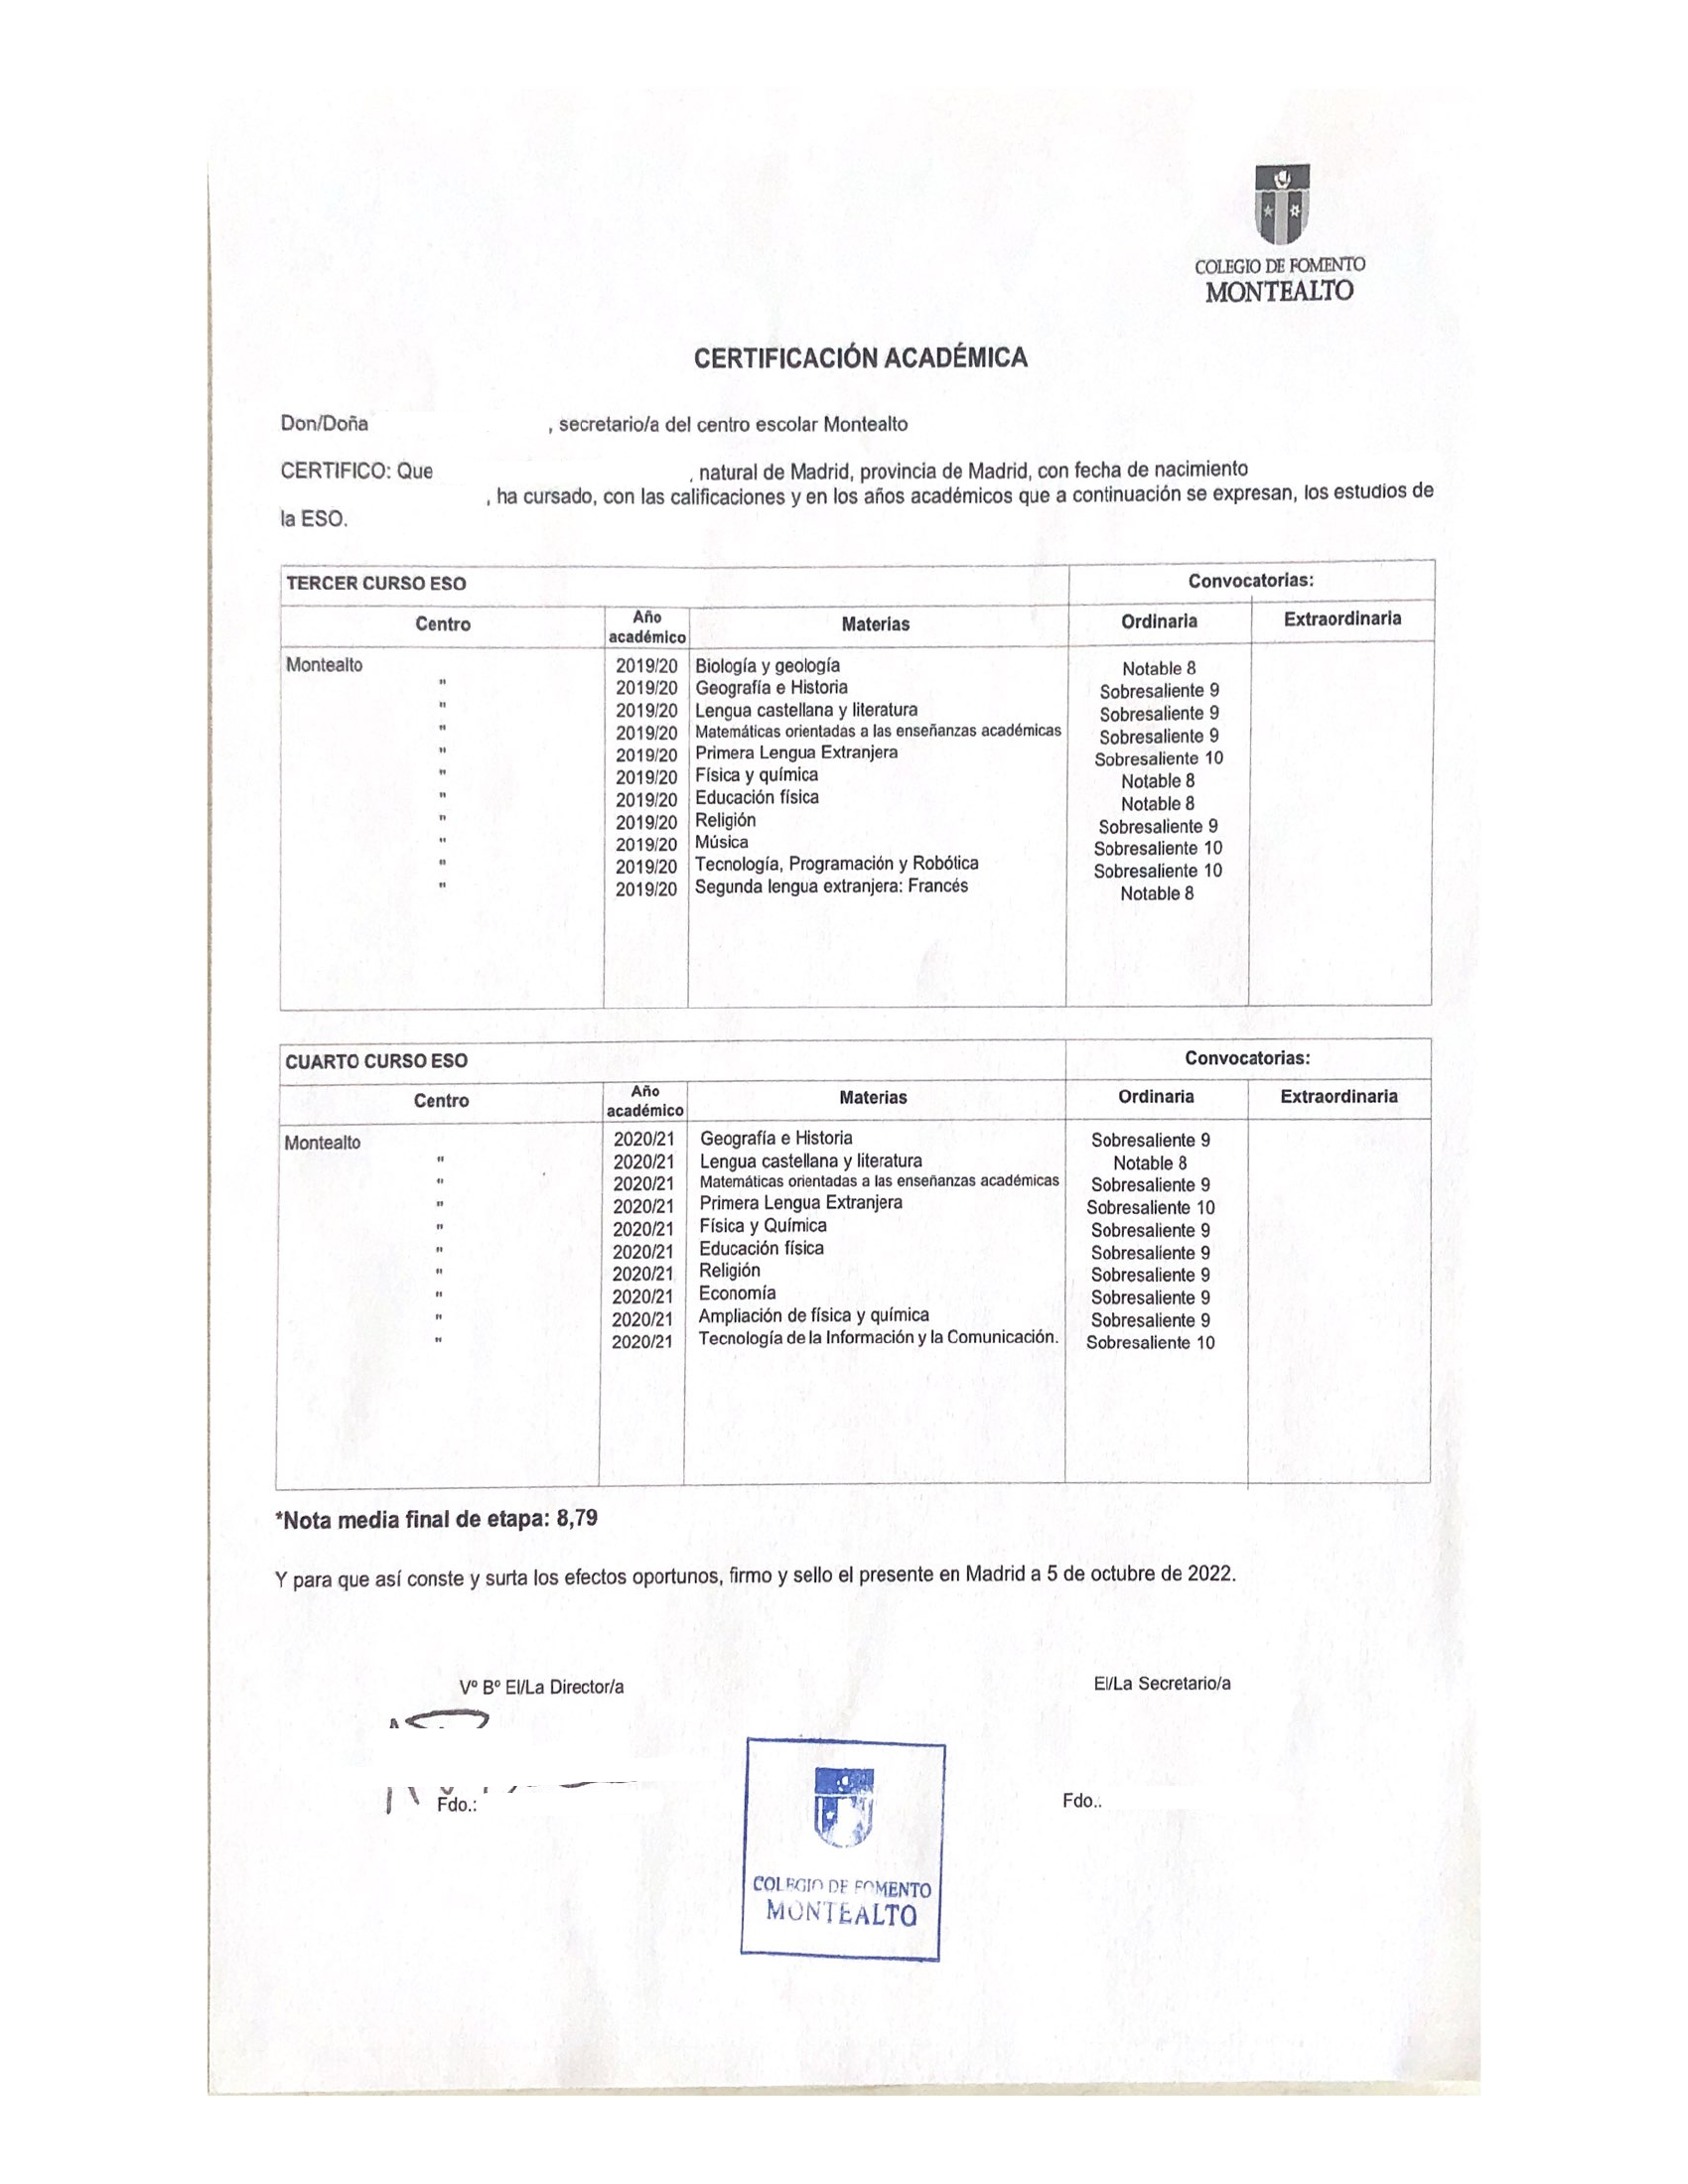 COLEGIO DE FOMENTO
MONTEALTO
CERTIFICACIÓN ACADÉMICA
Don/Doña , secretario/a del centro escolar Montealto
CERTIFICO: Que , natural de Madrid, provincia de Madrid, con fecha de nacimiento
, ha cursado, con las calificaciones y en los años académicos que a continuación se expresan, los estudios de
la ESO.
TERCER CURSO ESO Convocatorias:
Centro Año académico Materias Ordinaria Extraordinaria
Montealto 2019/20 Biología y geología Notable 8
" 2019/20 Geografía e Historia Sobresaliente 9
" 2019/20 Lengua castellana y literatura Sobresaliente 9
" 2019/20 Matemáticas orientadas a las enseñanzas académicas Sobresaliente 9
" 2019/20 Primera Lengua Extranjera Sobresaliente 10
" 2019/20 Física y química Notable 8
" 2019/20 Educación física Notable 8
" 2019/20 Religión Sobresaliente 9
" 2019/20 Música Sobresaliente 10
" 2019/20 Tecnología, Programación y Robótica Sobresaliente 10
" 2019/20 Segunda lengua extranjera: Francés Notable 8
CUARTO CURSO ESO Convocatorias:
Centro Año académico Materias Ordinaria Extraordinaria
Montealto 2020/21 Geografía e Historia Sobresaliente 9
" 2020/21 Lengua castellana y literatura Notable 8
" 2020/21 Matemáticas orientadas a las enseñanzas académicas Sobresaliente 9
" 2020/21 Primera Lengua Extranjera Sobresaliente 10
" 2020/21 Física y Química Sobresaliente 9
" 2020/21 Educación física Sobresaliente 9
" 2020/21 Religión Sobresaliente 9
" 2020/21 Economía Sobresaliente 9
" 2020/21 Ampliación de física y química Sobresaliente 9
" 2020/21 Tecnología de la Información y la Comunicación. Sobresaliente 10
*Nota media final de etapa: 8,79
Y para que así conste y surta los efectos oportunos, firmo y sello el presente en Madrid a 5 de octubre de 2022.
Vº Bº El/La Director/a El/La Secretario/a
Fdo.: Fdo..
COLEGIO DE FOMENTO
MONTEALTO